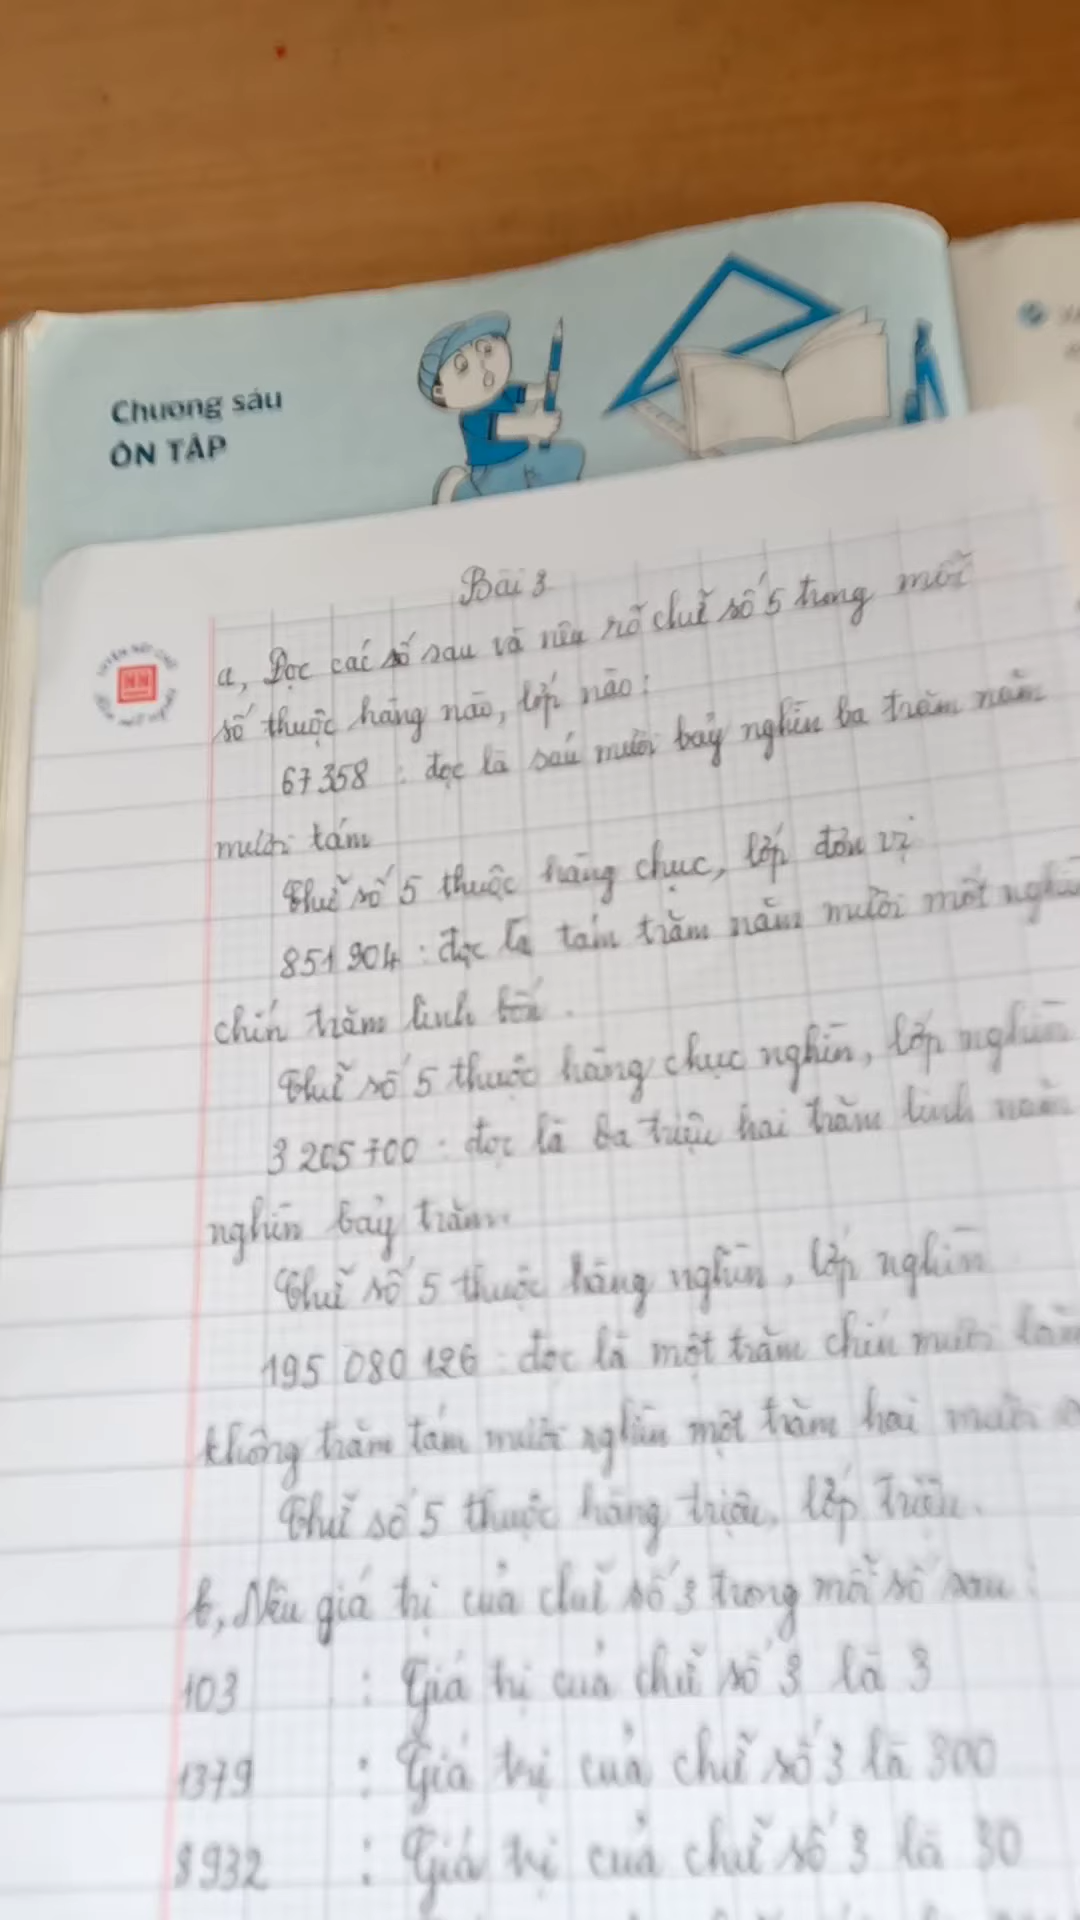 Chương sáu
ÔN TẬP
Bài 3
a, Đọc các số sau và nêu rõ chữ số 5 trong mỗi
số thuộc hàng nào, lớp nào:
67358 : đọc là sáu mươi bảy nghìn ba trăm năm
mươi tám
Chữ số 5 thuộc hàng chục, lớp đơn vị
851 904 : đọc là tám trăm năm mươi mốt nghìn
chín trăm linh bốn.
Chữ số 5 thuộc hàng chục nghìn, lớp nghìn
3 205 700 : đọc là ba triệu hai trăm linh năm
nghìn bảy trăm
Chữ số 5 thuộc hàng nghìn, lớp nghìn
195 080 126 : đọc là một trăm chín mươi lăm
không trăm tám mươi nghìn một trăm hai mươi
Chữ số 5 thuộc hàng triệu, lớp triệu.
b, Nêu giá trị của chữ số 3 trong mỗi số sau :
103 : Giá trị của chữ số 3 là 3
1379 : Giá trị của chữ số 3 là 300
8932 : Giá trị của chữ số 3 là 30